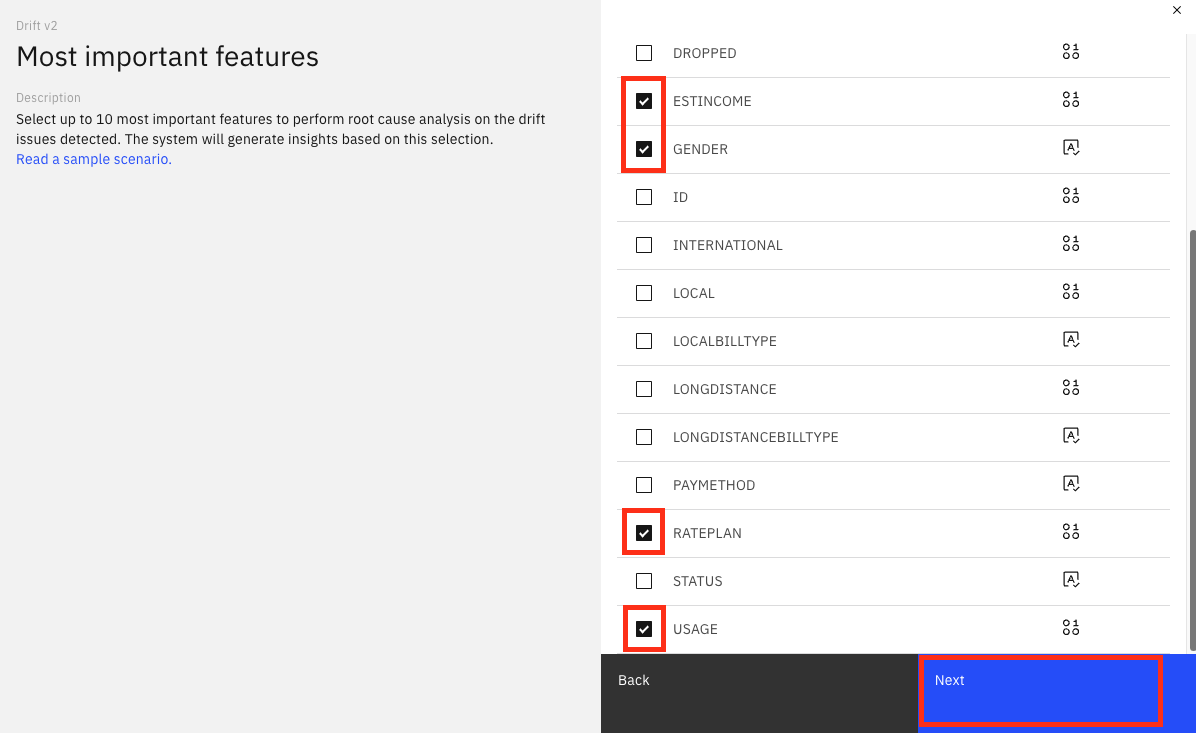 Drift v2
Most important features
Description
Select up to 10 most important features to perform root cause analysis on the drift
issues detected. The system will generate insights based on this selection.
Read a sample scenario.
DROPPED
ESTINCOME
GENDER
ID
INTERNATIONAL
LOCAL
LOCALBILLTYPE
LONGDISTANCE
LONGDISTANCEBILLTYPE
PAYMETHOD
RATEPLAN
STATUS
USAGE
Back
Next